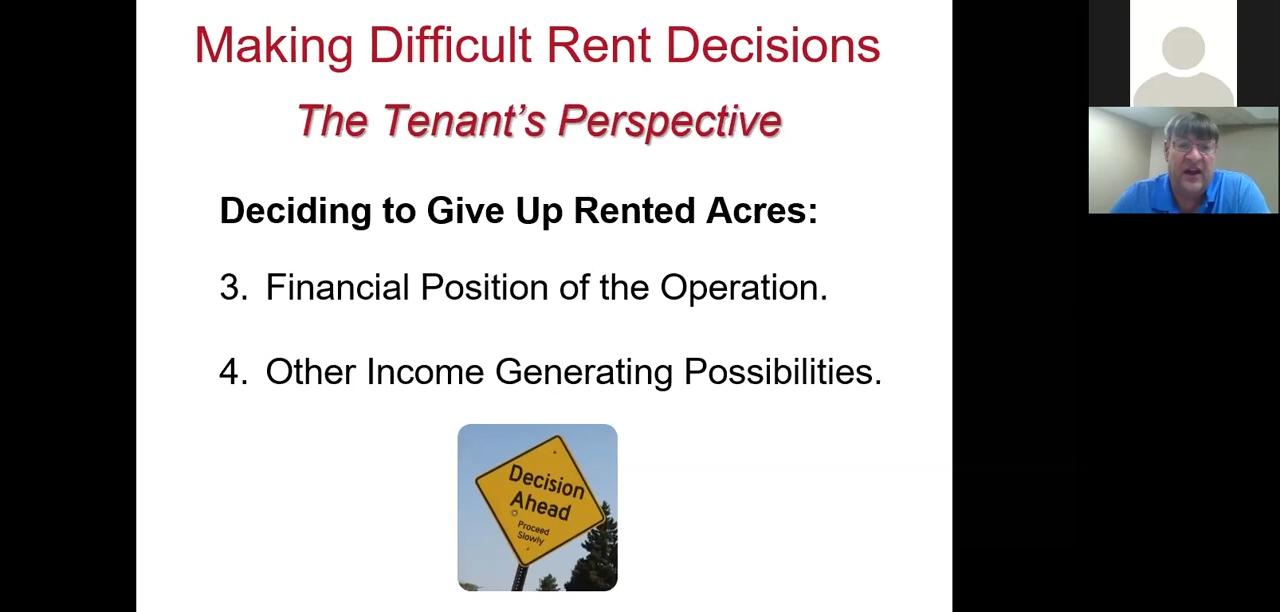 Making Difficult Rent Decisions
The Tenant's Perspective
Deciding to Give Up Rented Acres:
3. Financial Position of the Operation.
4. Other Income Generating Possibilities.
Decision
Ahead
Proceed
Slowly